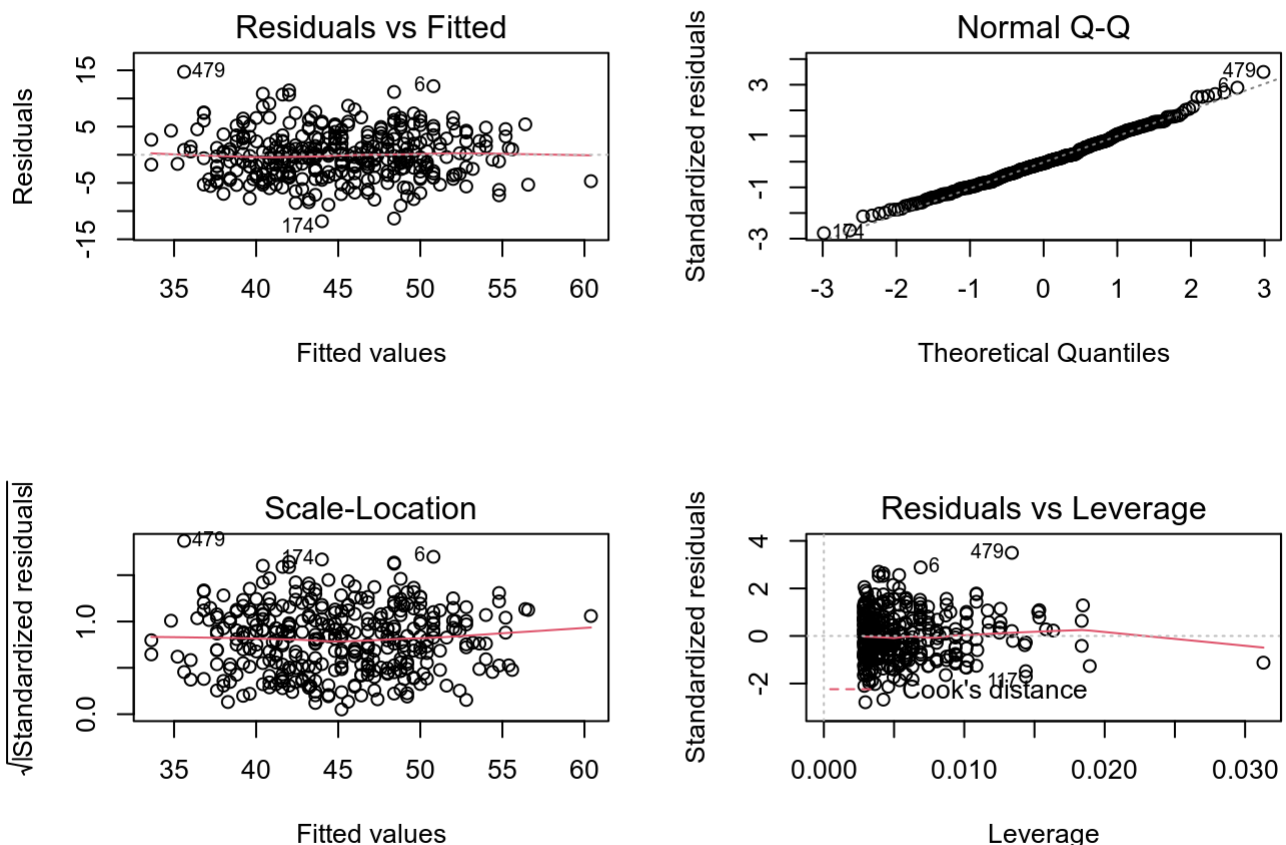 Residuals vs Fitted
Residuals
15
5
-5
-15
479
6
174
35 40 45 50 55 60
Fitted values
Normal Q-Q
Standardized residuals
3
1
-1
-3
479
6
174
-3 -2 -1 0 1 2 3
Theoretical Quantiles
Scale-Location
√|Standardized residuals|
1.0
0.0
479
174
6
35 40 45 50 55 60
Fitted values
Residuals vs Leverage
Standardized residuals
4
2
0
-2
479
6
Cook's distance
0.000 0.010 0.020 0.030
Leverage